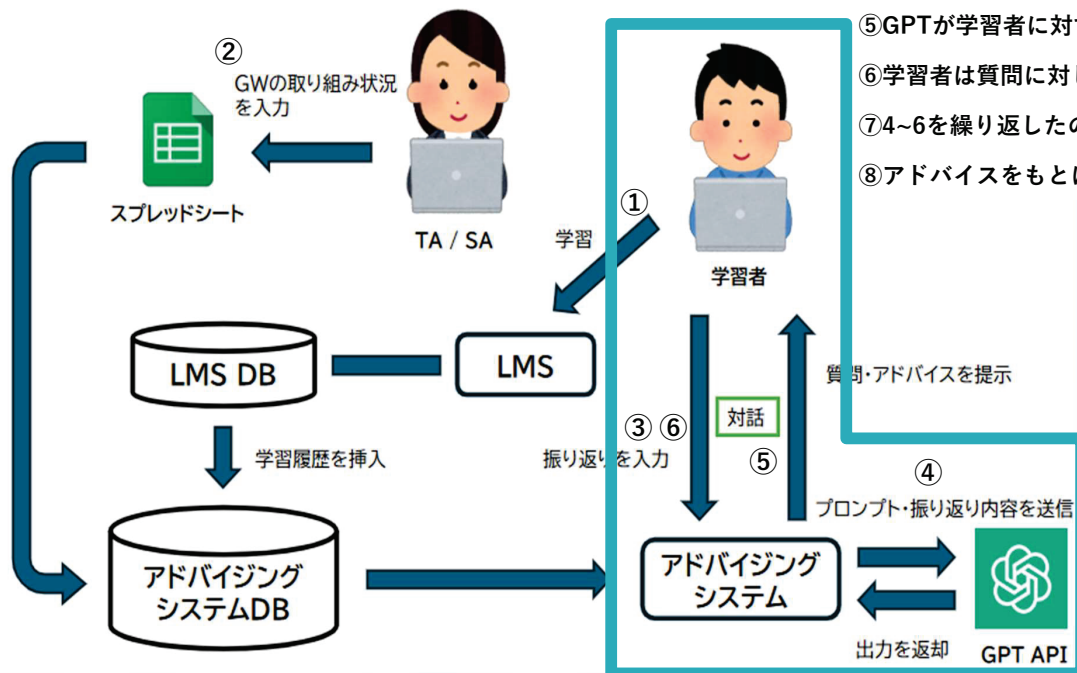 ②
GWの取り組み状況
を入力
スプレッドシート
TA / SA
⑤GPTが学習者に対
⑥学習者は質問に対
⑦4~6を繰り返した
⑧アドバイスをもとに
①
学習
学習者
LMS DB
LMS
質問・アドバイスを提示
対話
③ ⑥
振り返りを入力
⑤
④
プロンプト・振り返り内容を送信
学習履歴を挿入
アドバイジング
システムDB
アドバイジング
システム
出力を返却
GPT API